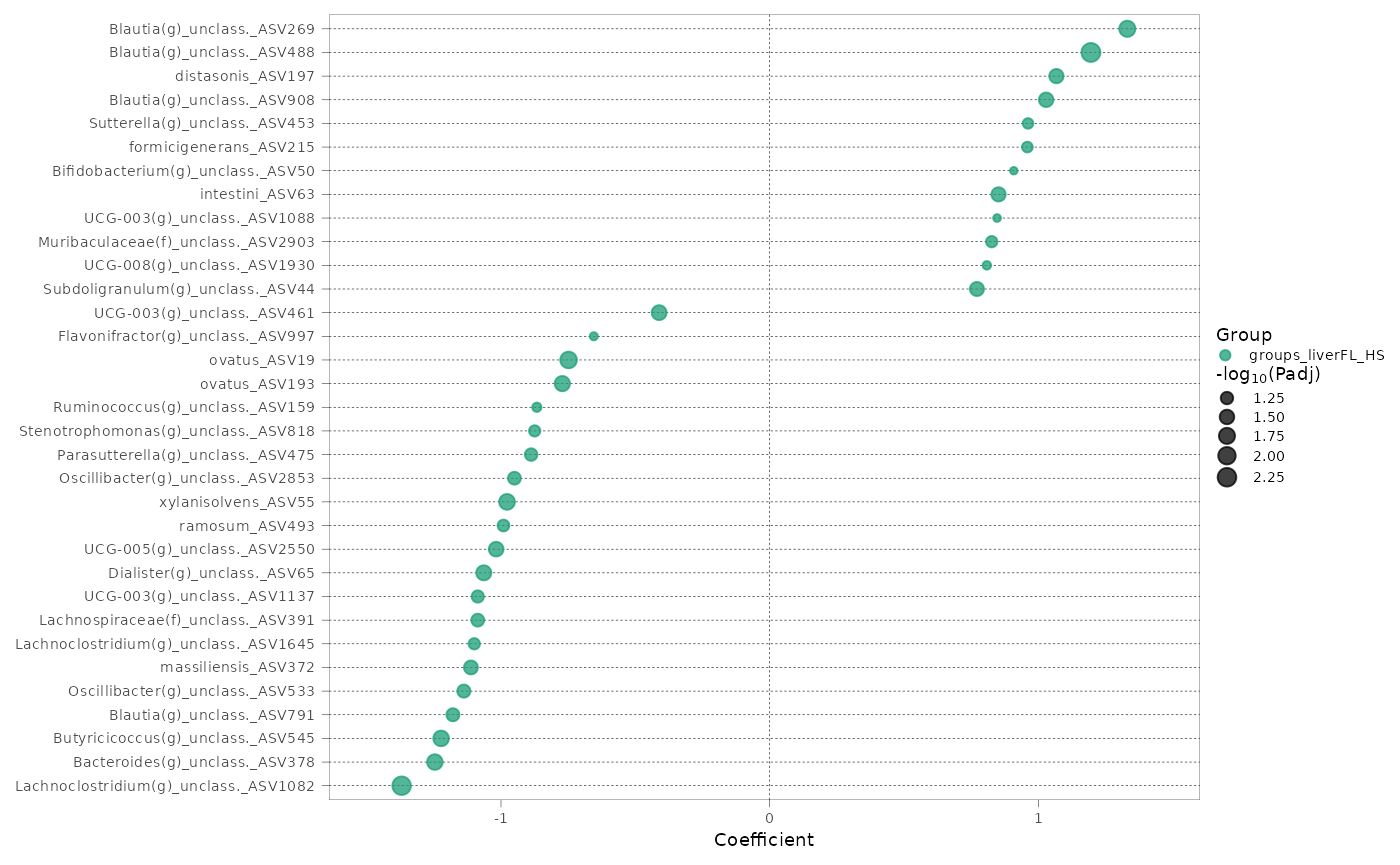 Blautia(g)_unclass._ASV269
Blautia(g)_unclass._ASV488
distasonis_ASV197
Blautia(g)_unclass._ASV908
Sutterella(g)_unclass._ASV453
formicigenerans_ASV215
Bifidobacterium(g)_unclass._ASV50
intestini_ASV63
UCG-003(g)_unclass._ASV1088
Muribaculaceae(f)_unclass._ASV2903
UCG-008(g)_unclass._ASV1930
Subdoligranulum(g)_unclass._ASV44
UCG-003(g)_unclass._ASV461
Flavonifractor(g)_unclass._ASV997
ovatus_ASV19
ovatus_ASV193
Ruminococcus(g)_unclass._ASV159
Stenotrophomonas(g)_unclass._ASV818
Parasutterella(g)_unclass._ASV475
Oscillibacter(g)_unclass._ASV2853
xylanisolvens_ASV55
ramosum_ASV493
UCG-005(g)_unclass._ASV2550
Dialister(g)_unclass._ASV65
UCG-003(g)_unclass._ASV1137
Lachnospiraceae(f)_unclass._ASV391
Lachnoclostridium(g)_unclass._ASV1645
massiliensis_ASV372
Oscillibacter(g)_unclass._ASV533
Blautia(g)_unclass._ASV791
Butyricicoccus(g)_unclass._ASV545
Bacteroides(g)_unclass._ASV378
Lachnoclostridium(g)_unclass._ASV1082
-1 0 1
Coefficient
Group
groups_liverFL_HS
-log10(Padj)
1.25
1.50
1.75
2.00
2.25